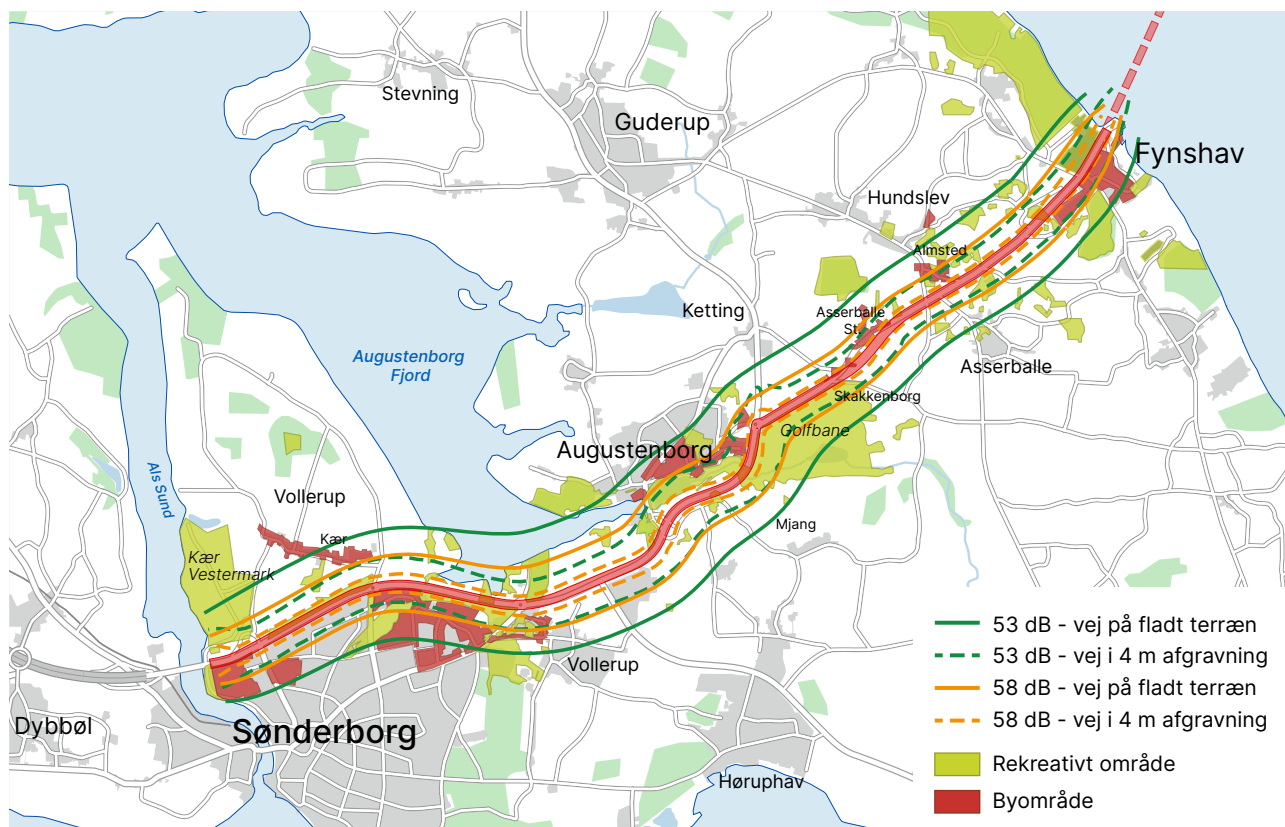 Stevning
Guderup
Fynshav
Hundslev
Almsted
Ketting
Asserballe
St.
Augustenborg
Fjord
Asserballe
Skakkenborg
Golfbane
Augustenborg
Als Sund
Vollerup
Mjang
Kær
Kær
Vestermark
Vollerup
Sønderborg
Dybbøl
Høruphav
53 dB - vej på fladt terræn
53 dB - vej i 4 m afgravning
58 dB - vej på fladt terræn
58 dB - vej i 4 m afgravning
Rekreativt område
Byområde